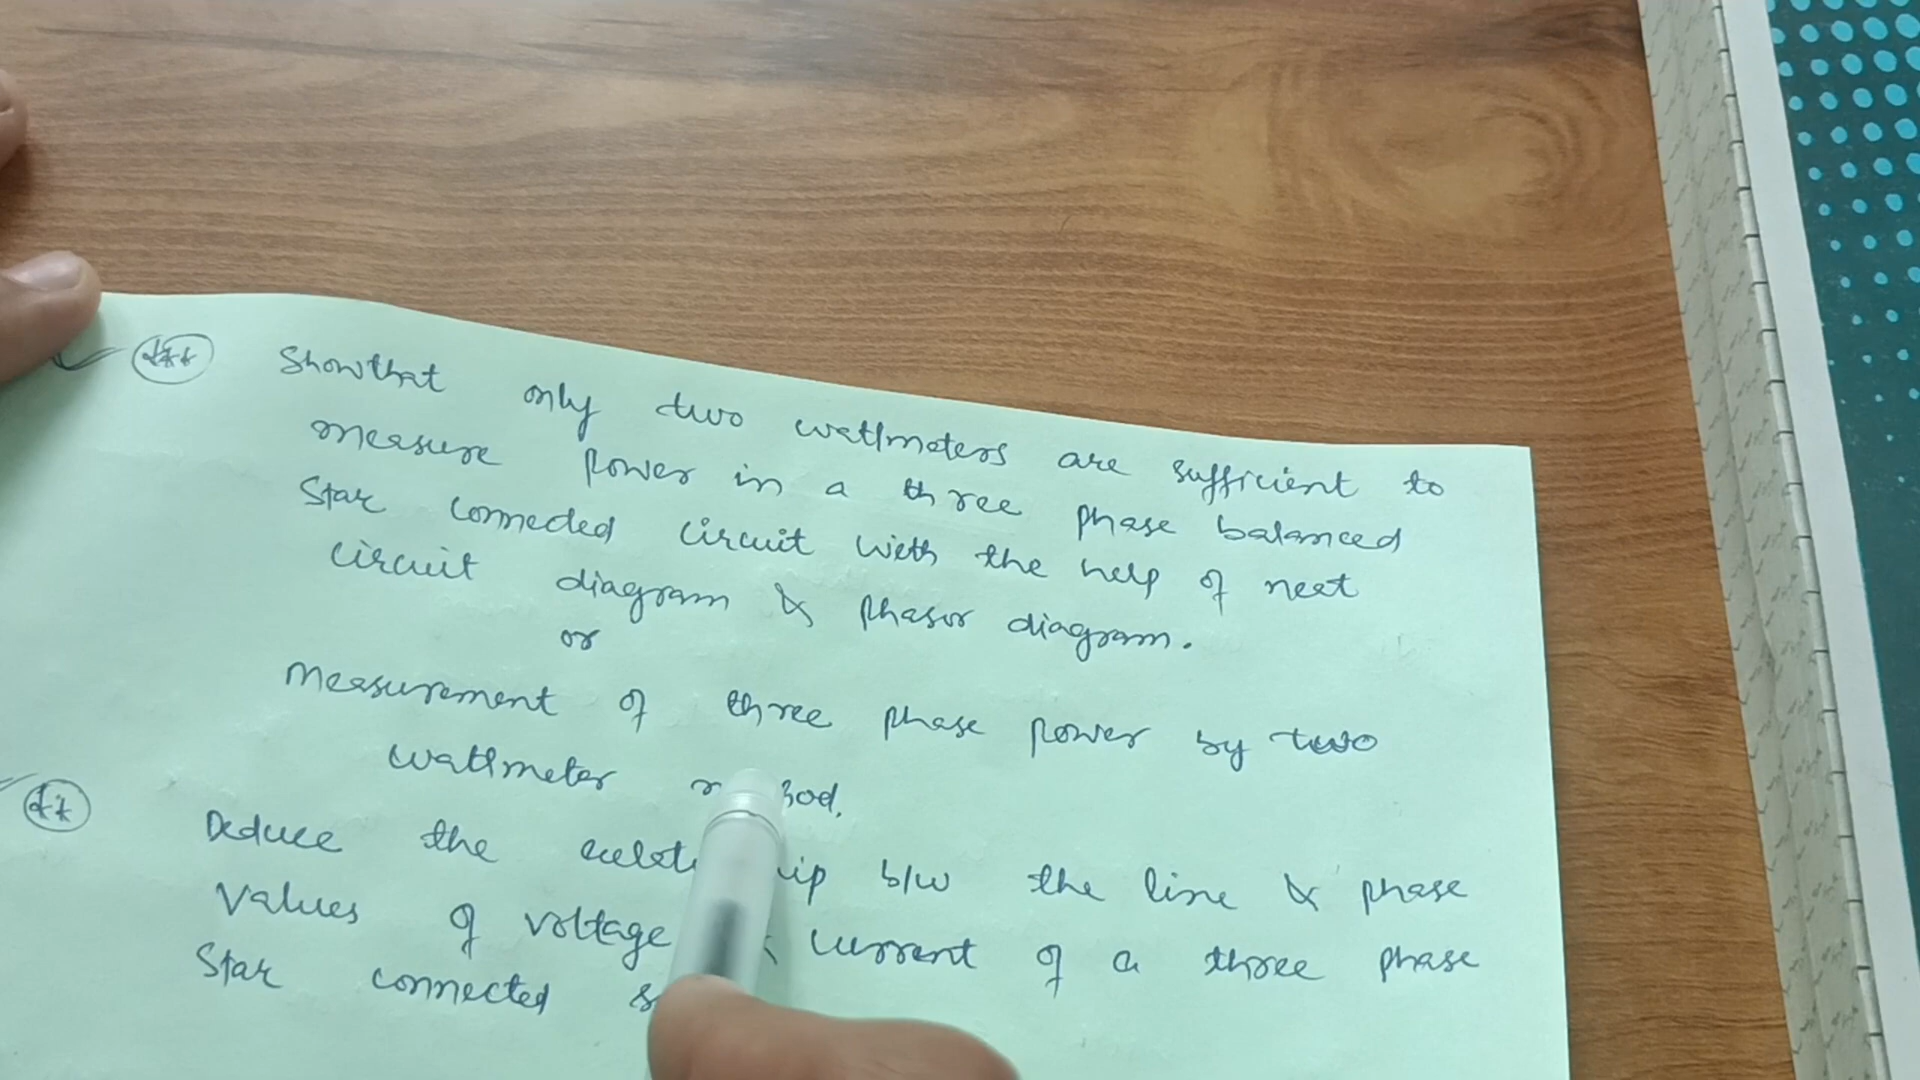 *** Show that only two wattmeters are sufficient to
measure power in a three phase balanced
Star connected circuit with the help of neat
circuit diagram & phasor diagram.
or
Measurement of three phase power by two
wattmeter
** Deduce the b/w the line & phase
values of voltage current of a three phase
Star connected